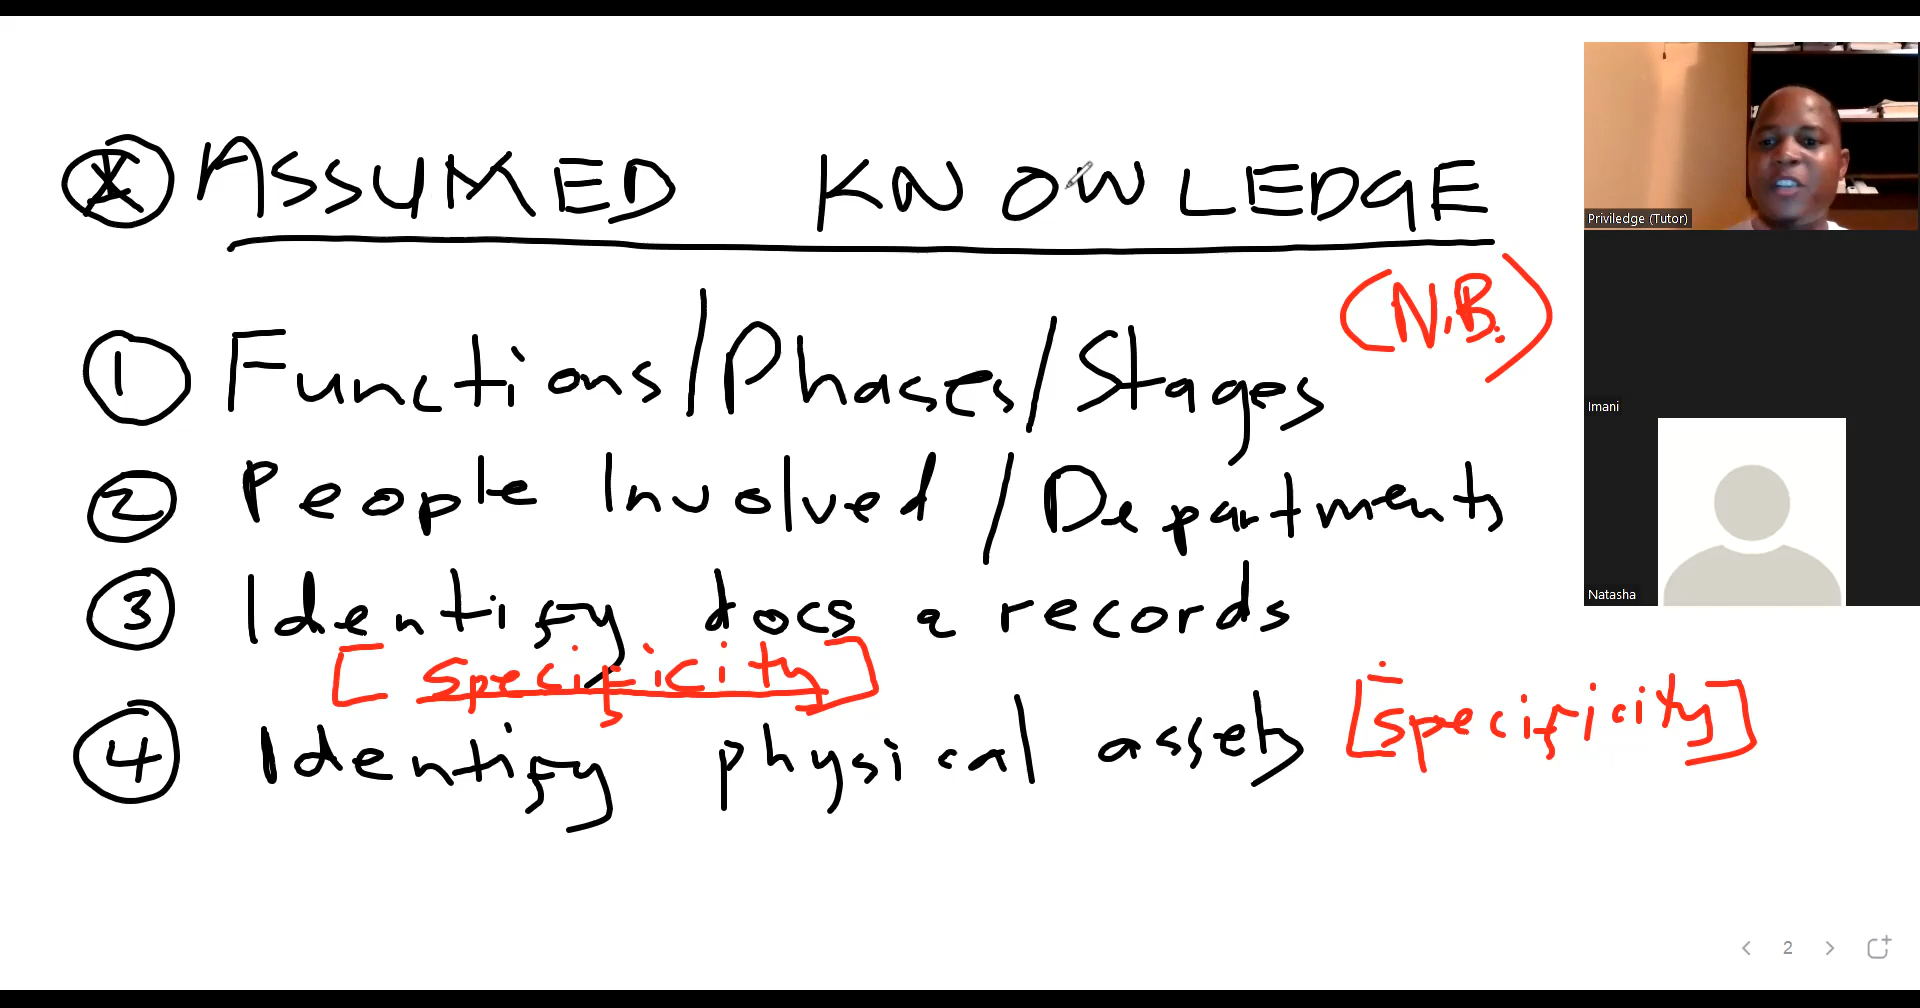 ASSUMED KNOWLEDGE
(N.B.)
1 Functions/Phases/Stages
2 People Involved/Departments
3 Identify docs & records
[specificity]
4 Identify physical assets [specificity]
Priviledge (Tutor)
Imani
Natasha
2